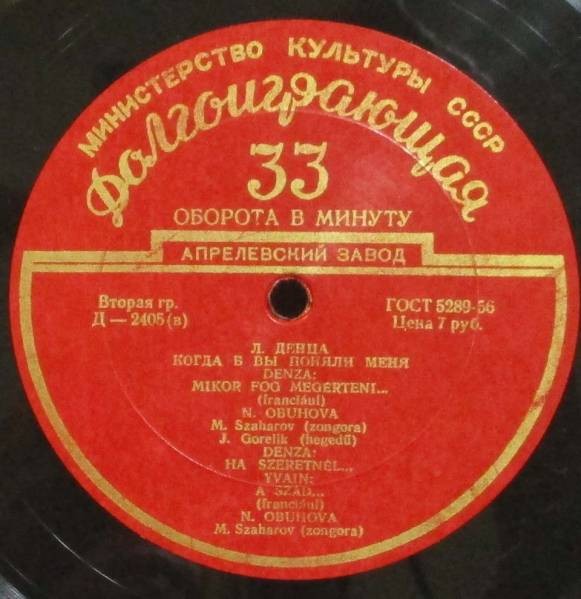 МИНИСТЕРСТВО КУЛЬТУРЫ СССР
Долгоиграющая
33
ОБОРОТА В МИНУТУ
АПРЕЛЕВСКИЙ ЗАВОД
Вторая гр.
Д — 2405 (в)
ГОСТ 5289-56
Цена 7 руб.
Л. ДЕНЦА
КОГДА Б ВЫ ПОНЯЛИ МЕНЯ
DENZA:
MIKOR FOG MEGÉRTENI...
(franciául)
N. OBUHOVA
M. Szaharov (zongora)
J. Gorelik (hegedű)
DENZA:
HA SZERETNÉL...
YVAIN:
A SZÁD...
(franciául)
N. OBUHOVA
M. Szaharov (zongora)